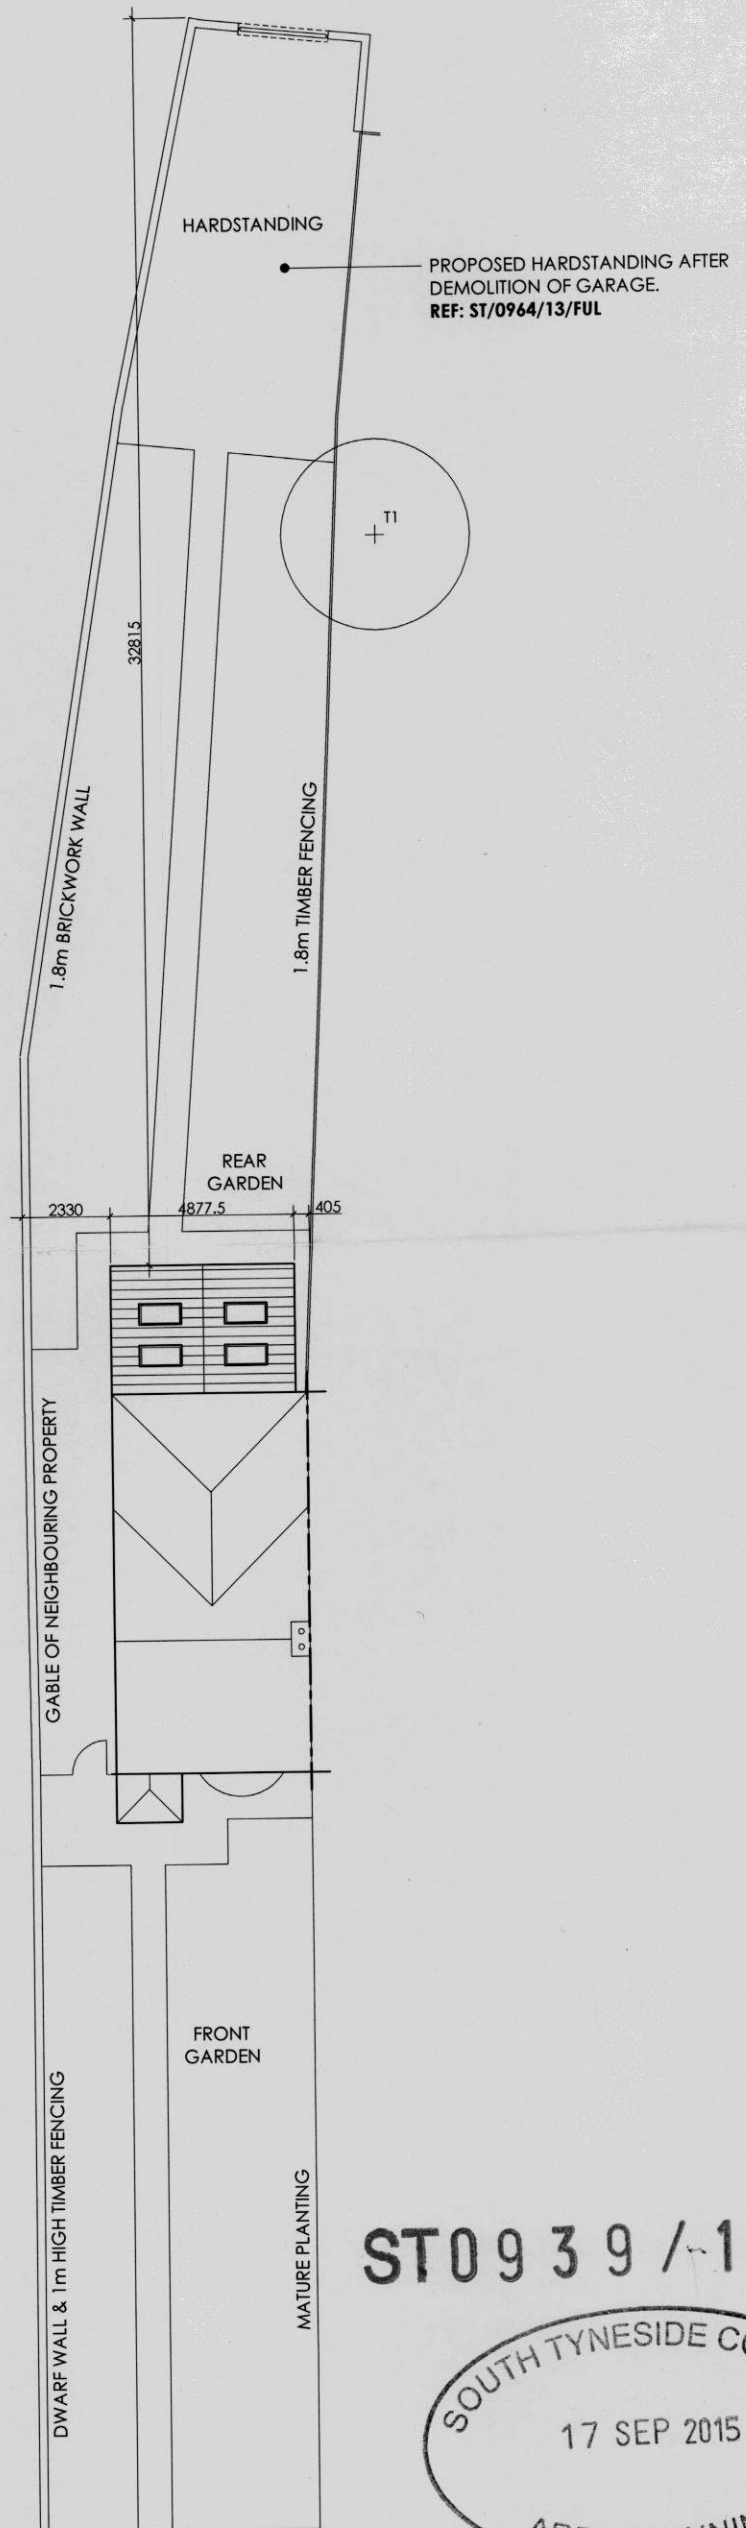 HARDSTANDING
PROPOSED HARDSTANDING AFTER
DEMOLITION OF GARAGE.
REF: ST/0964/13/FUL
T1
32815
1.8m BRICKWORK WALL
1.8m TIMBER FENCING
REAR
GARDEN
2330
4877.5
405
GABLE OF NEIGHBOURING PROPERTY
FRONT
GARDEN
DWARF WALL & 1m HIGH TIMBER FENCING
MATURE PLANTING
ST0939/-1
SOUTH TYNESIDE
17 SEP 2015